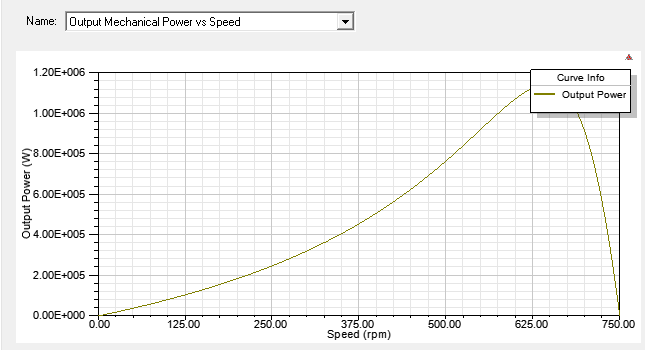 Name: Output Mechanical Power vs Speed
1.20E+006
Curve Info
Output Power
1.00E+006
8.00E+005
6.00E+005
4.00E+005
2.00E+005
0.00E+000
Output Power (W)
0.00 125.00 250.00 375.00 500.00 625.00 750.00
Speed (rpm)